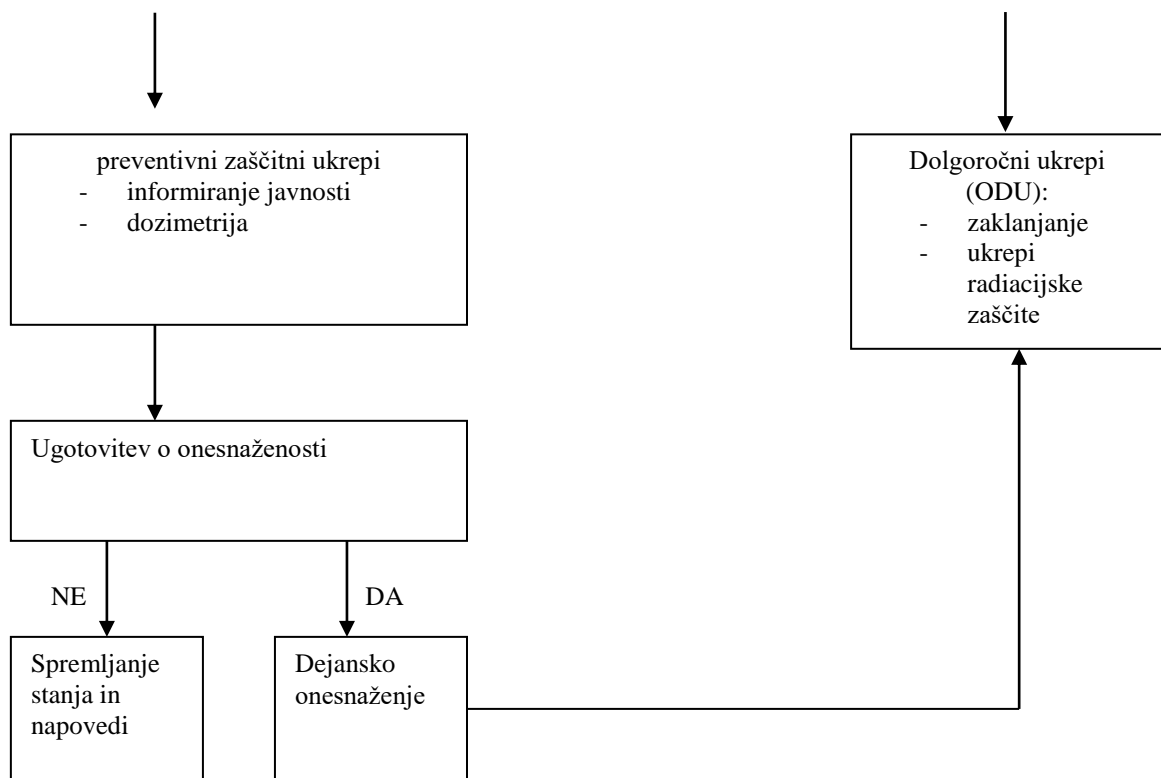 preventivni zaščitni ukrepi
- informiranje javnosti
- dozimetrija
Dolgoročni ukrepi
(ODU):
- zaklanjanje
- ukrepi
radiacijske
zaščite
Ugotovitev o onesnaženosti
NE
DA
Spremljanje
stanja in
napovedi
Dejansko
onesnaženje